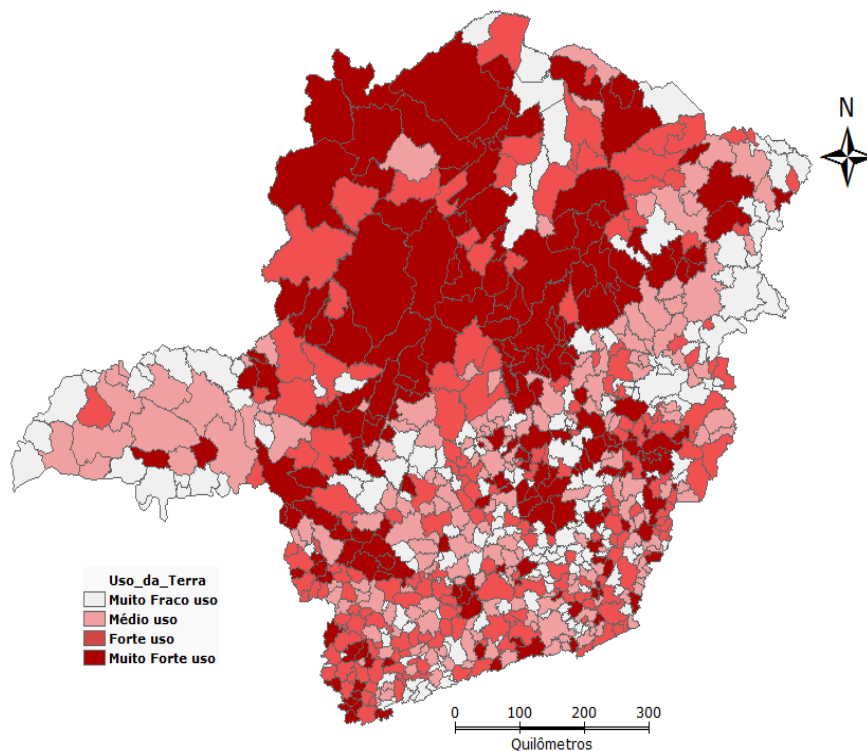 N
Uso_da_Terra
Muito Fraco uso
Médio uso
Forte uso
Muito Forte uso
0 100 200 300
Quilômetros